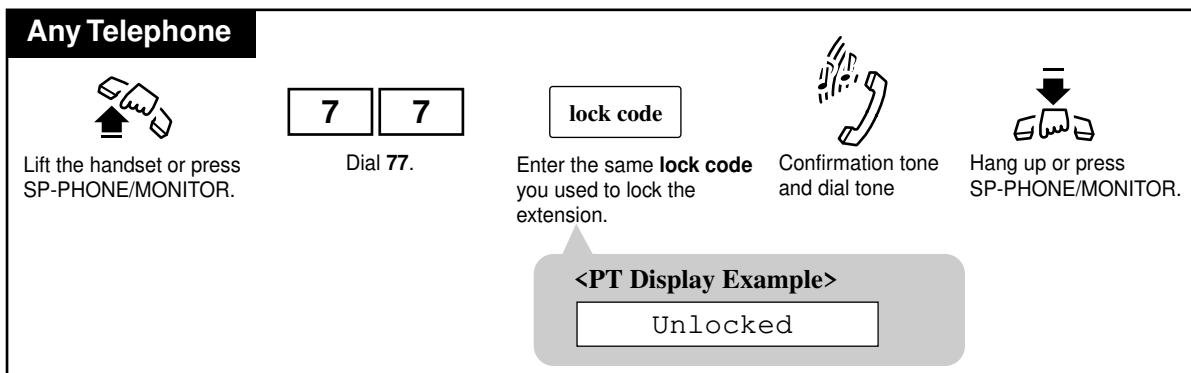 Any Telephone
7 7
lock code
Lift the handset or press
SP-PHONE/MONITOR.
Dial 77.
Enter the same lock code
you used to lock the
extension.
Confirmation tone
and dial tone
Hang up or press
SP-PHONE/MONITOR.
<PT Display Example>
Unlocked